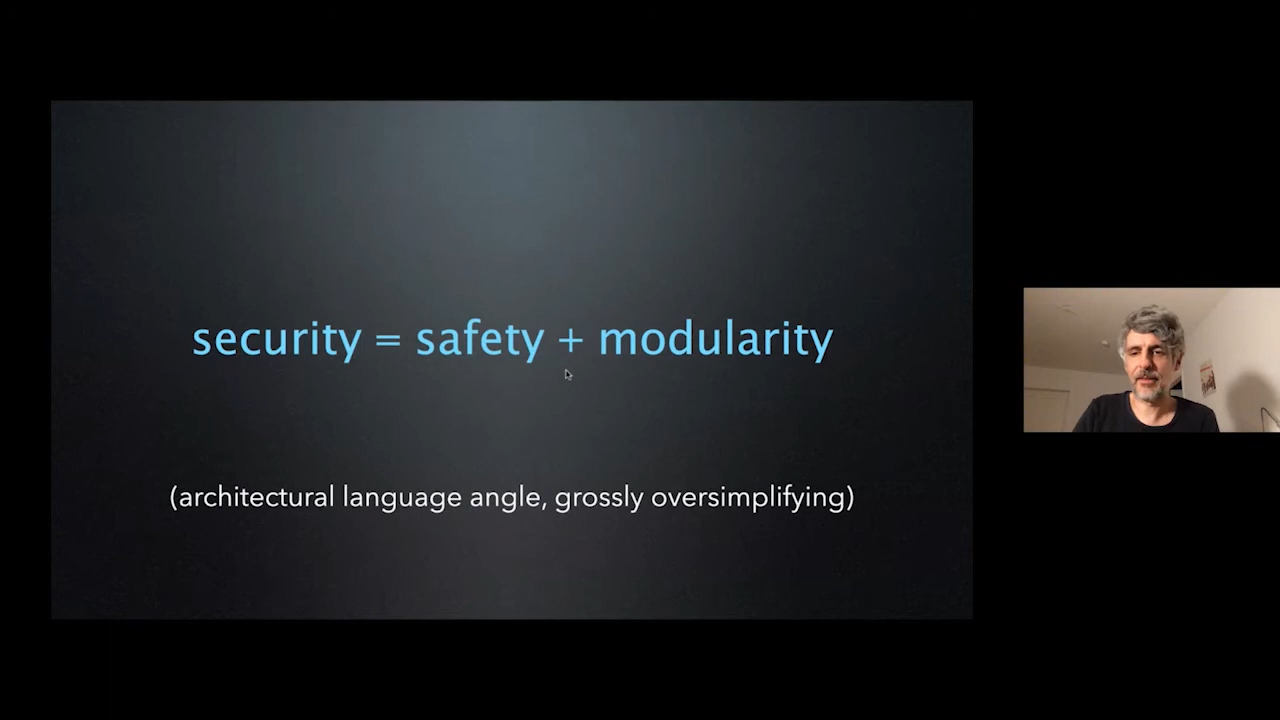 security = safety + modularity
(architectural language angle, grossly oversimplifying)